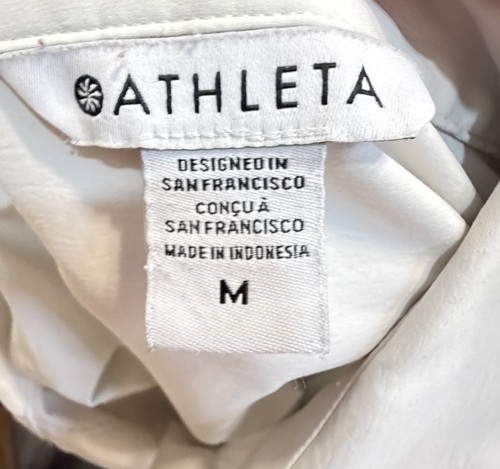 ATHLETA
DESIGNED IN
SAN FRANCISCO
CONÇU À
SAN FRANCISCO
MADE IN INDONESIA
M